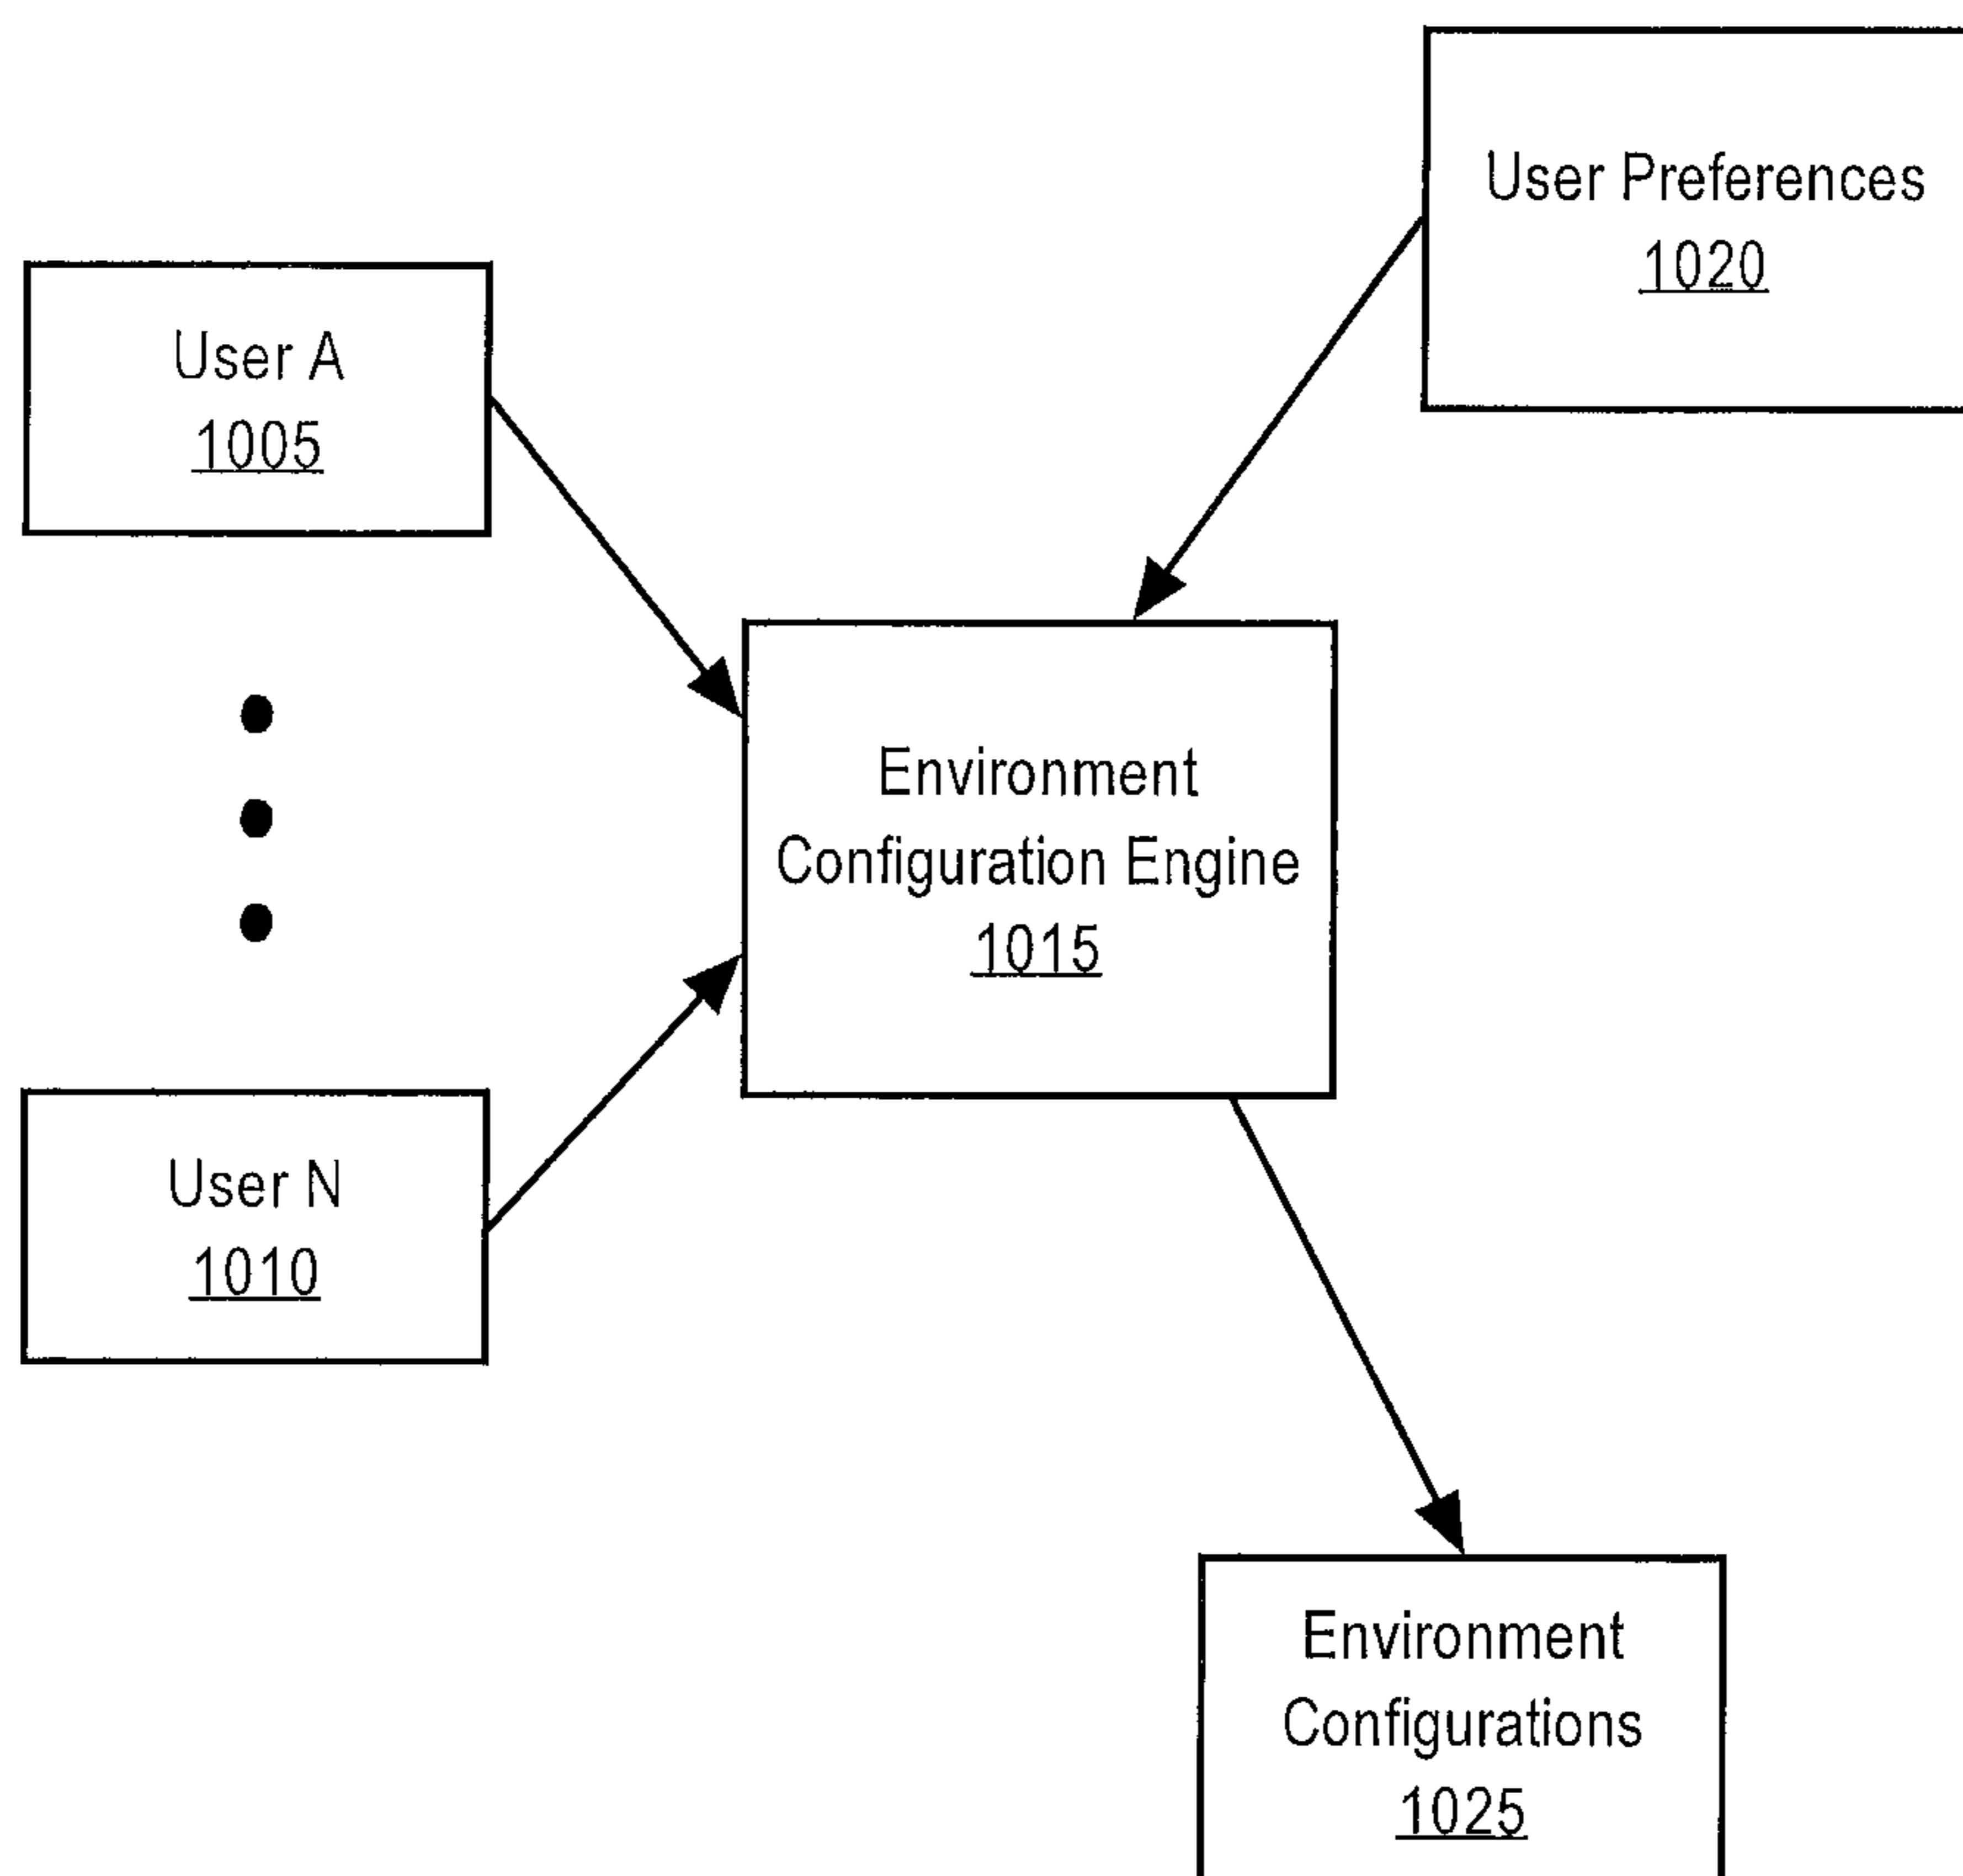 User Preferences
1020
User A
1005
Environment
Configuration Engine
1015
User N
1010
Environment
Configurations
1025